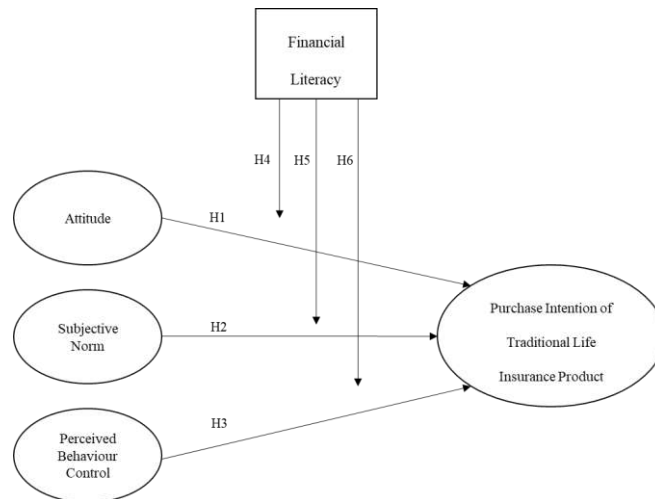 Financial
Literacy
H4
H5
H6
Attitude
H1
Subjective
Norm
H2
Purchase Intention of
Traditional Life
Insurance Product
Perceived
Behaviour
Control
H3